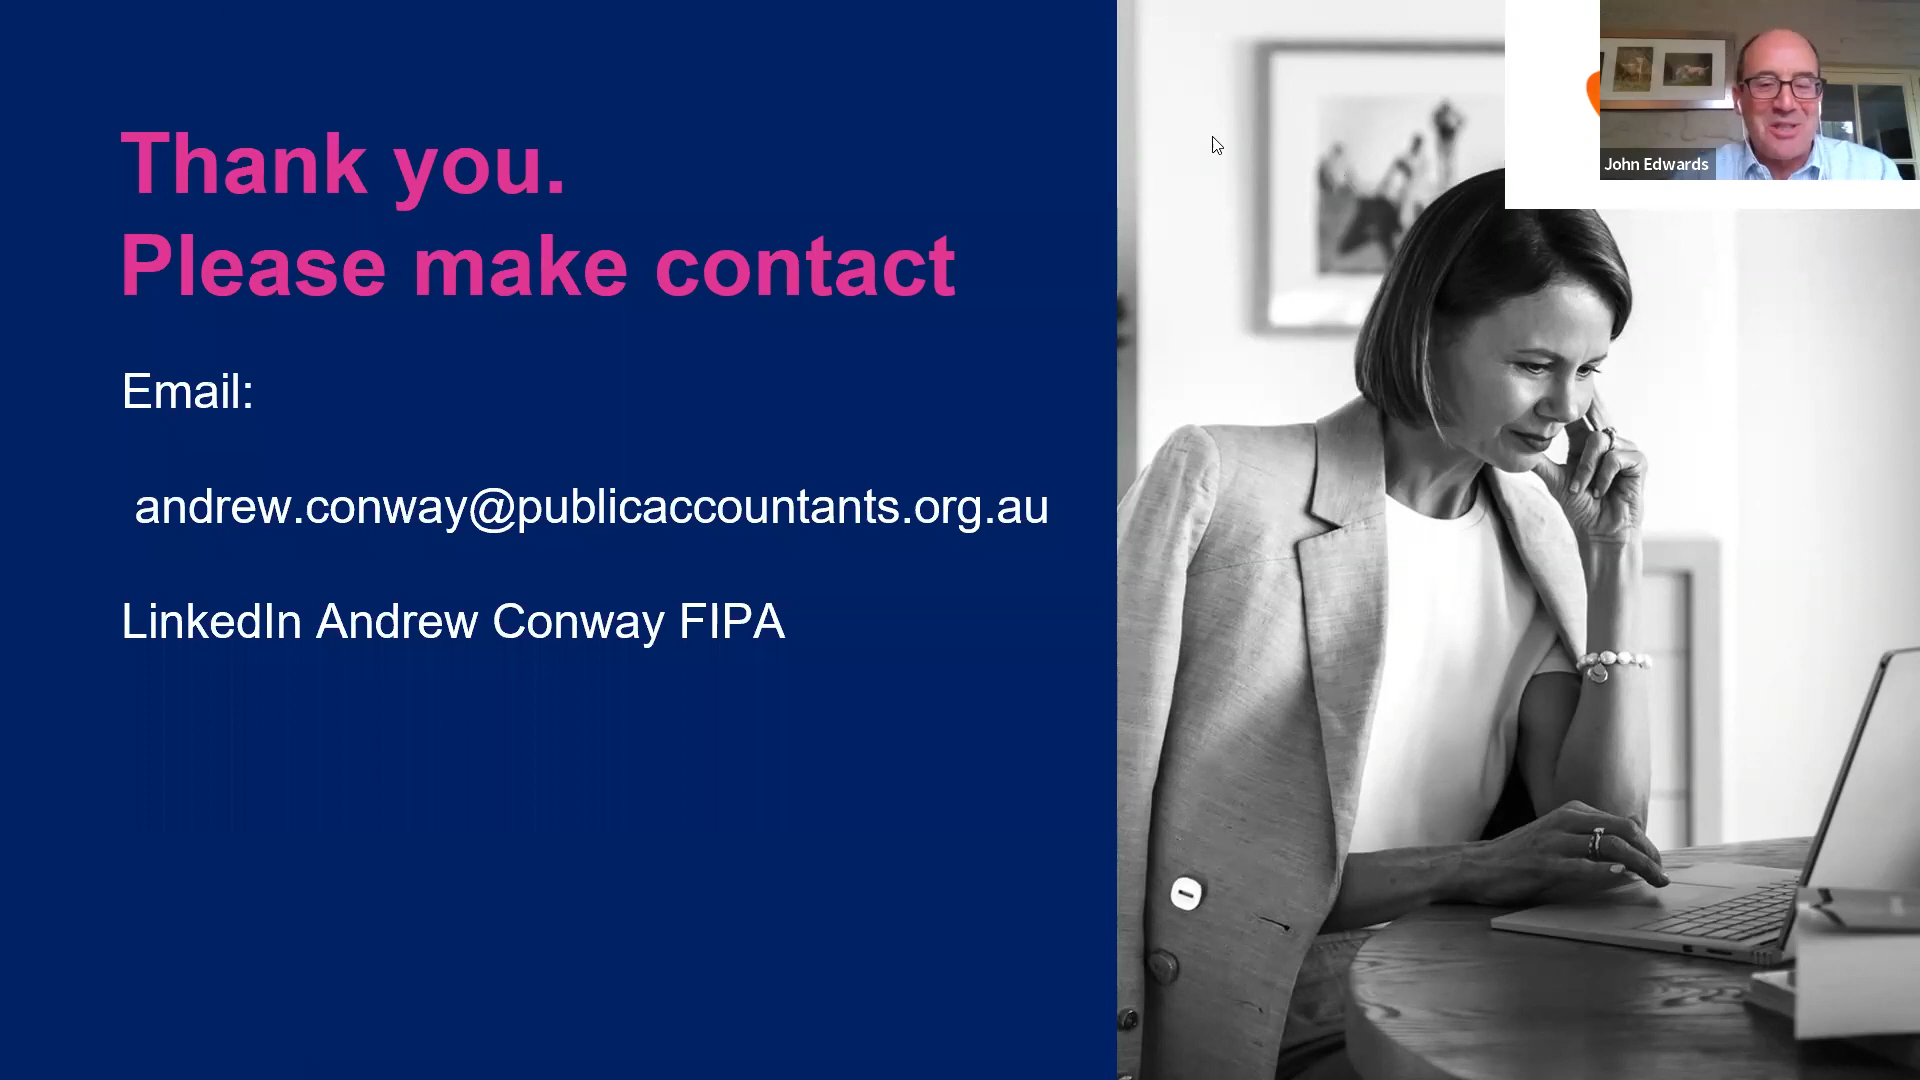 Thank you.
Please make contact
Email:
andrew.conway@publicaccountants.org.au
LinkedIn Andrew Conway FIPA
John Edwards